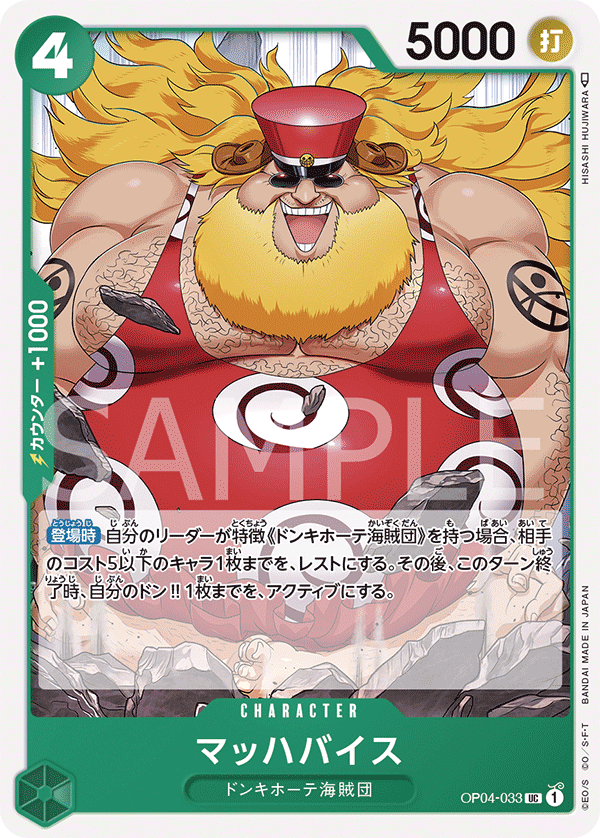 4
5000
打
HISASHI HUJIWARA
カウンター +1000
SAMPLE
登場時 自分のリーダーが特徴《ドンキホーテ海賊団》を持つ場合、相手
のコスト5以下のキャラ1枚までを、レストにする。その後、このターン終
了時、自分のドン!!1枚までを、アクティブにする。
CHARACTER
マッハバイス
ドンキホーテ海賊団
OP04-033 UC 1
©E.O/S ©O/S・F・T BANDAI MADE IN JAPAN